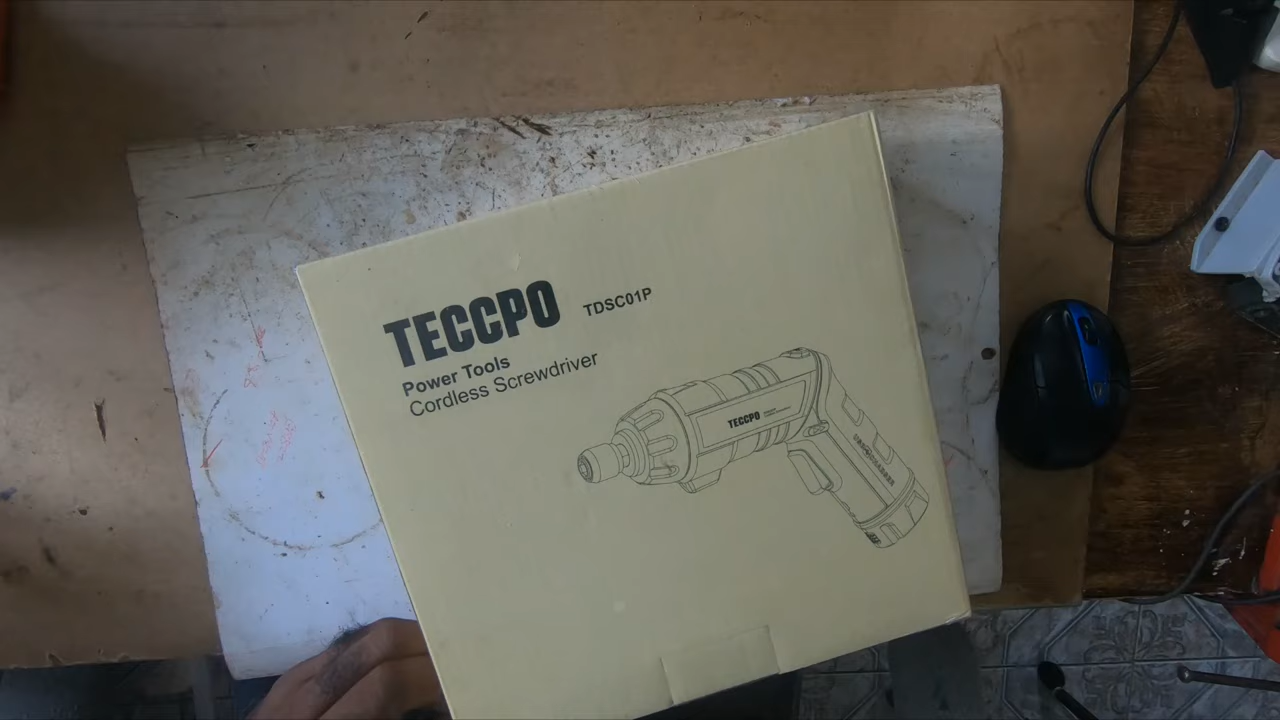 TECCPO TDSC01P
Power Tools
Cordless Screwdriver
TECCPO